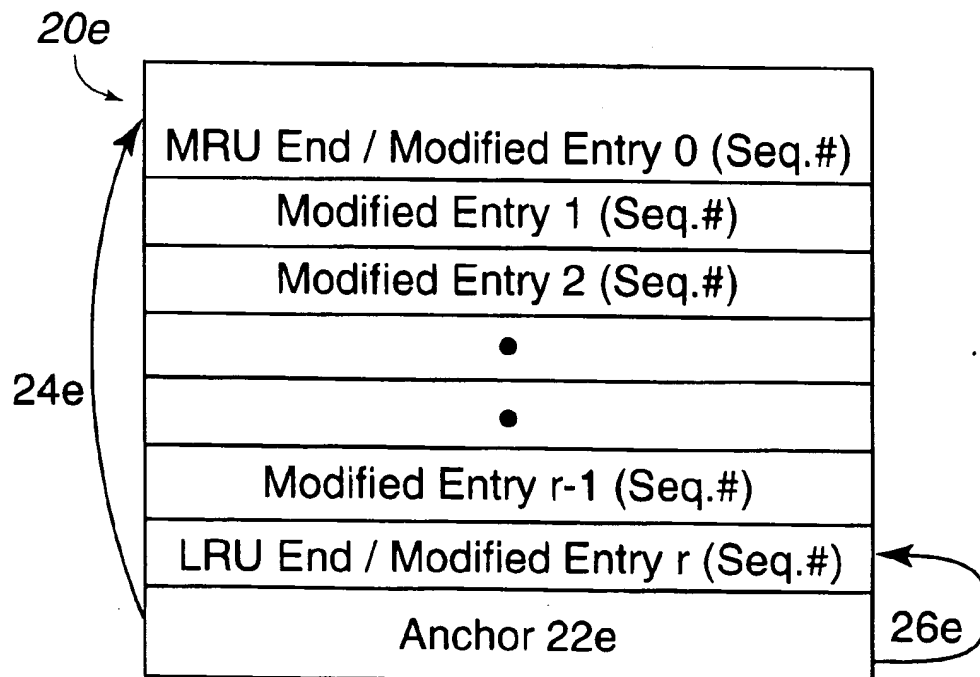 20e
MRU End / Modified Entry 0 (Seq.#)
Modified Entry 1 (Seq.#)
Modified Entry 2 (Seq.#)
•
•
24e
Modified Entry r-1 (Seq.#)
LRU End / Modified Entry r (Seq.#)
Anchor 22e
26e